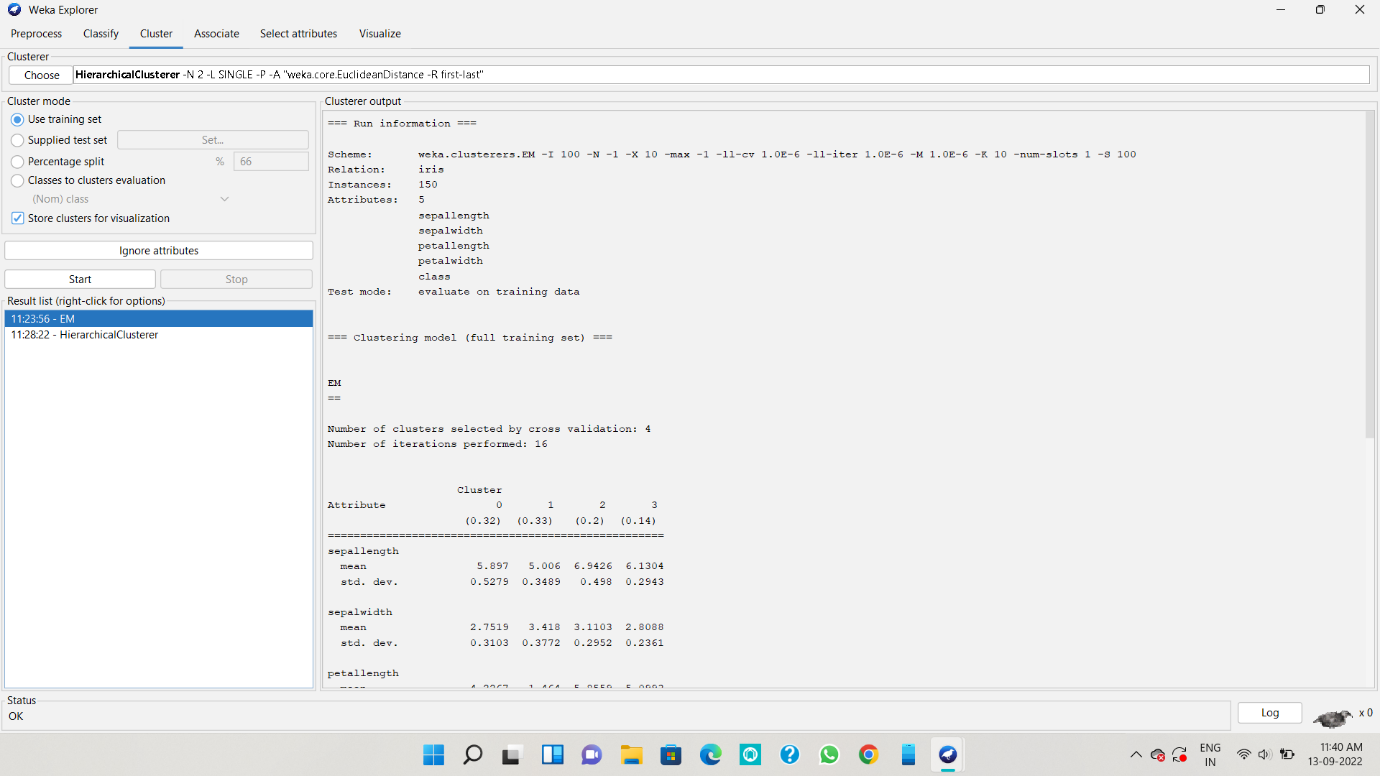 Weka Explorer
Preprocess Classify Cluster Associate Select attributes Visualize
Clusterer
Choose HierarchicalClusterer -N 2 -L SINGLE -P -A "weka.core.EuclideanDistance -R first-last"
Cluster mode
Use training set
Supplied test set Set...
Percentage split % 66
Classes to clusters evaluation
(Nom) class
Store clusters for visualization
Ignore attributes
Start Stop
Result list (right-click for options)
11:23:56 - EM
11:28:22 - HierarchicalClusterer
Clusterer output
=== Run information ===
Scheme: weka.clusterers.EM -I 100 -N -1 -X 10 -max -1 -ll-cv 1.0E-6 -ll-iter 1.0E-6 -M 1.0E-6 -K 10 -num-slots 1 -S 100
Relation: iris
Instances: 150
Attributes: 5
sepallength
sepalwidth
petallength
petalwidth
class
Test mode: evaluate on training data
=== Clustering model (full training set) ===
EM
==
Number of clusters selected by cross validation: 4
Number of iterations performed: 16
Cluster
Attribute 0 1 2 3
(0.32) (0.33) (0.2) (0.14)
====================================================
sepallength
mean 5.897 5.006 6.9426 6.1304
std. dev. 0.5279 0.3489 0.498 0.2943
sepalwidth
mean 2.7519 3.418 3.1103 2.8088
std. dev. 0.3103 0.3772 0.2952 0.2361
petallength
Status
OK
Log x 0
ENG
IN
11:40 AM
13-09-2022